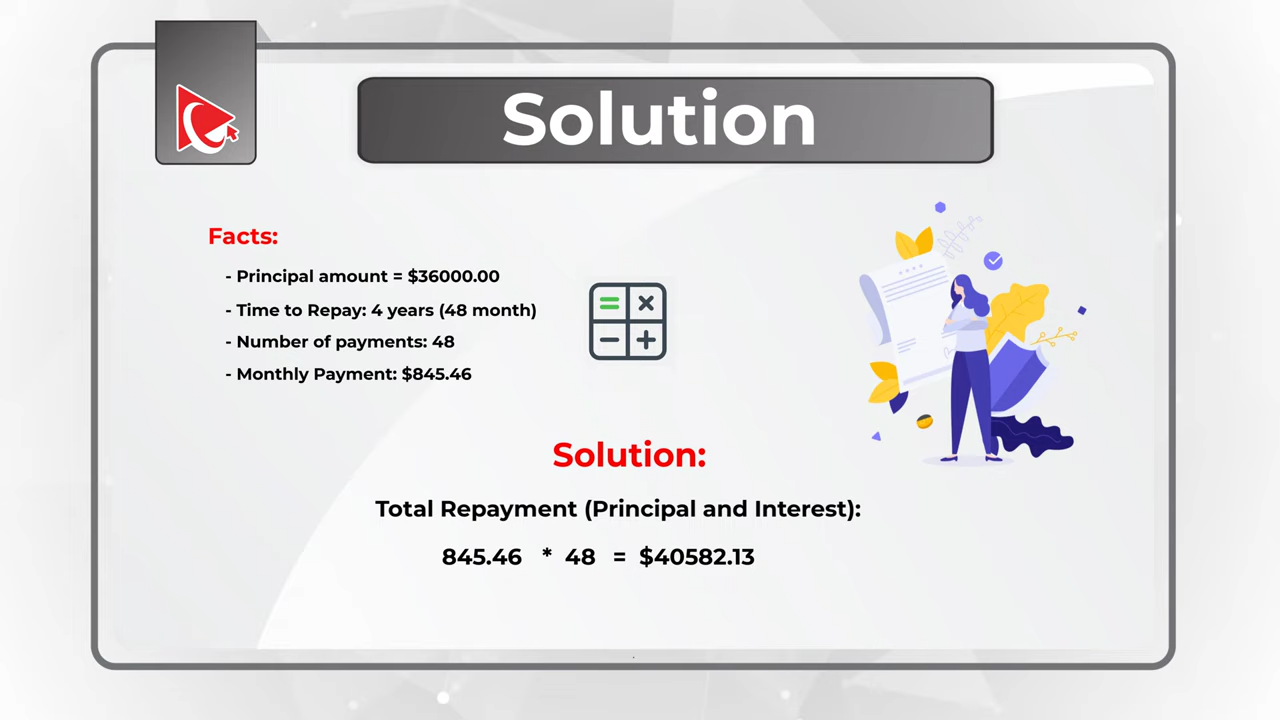 Solution
Facts:
- Principal amount = $36000.00
- Time to Repay: 4 years (48 month)
- Number of payments: 48
- Monthly Payment: $845.46
Solution:
Total Repayment (Principal and Interest):
845.46 * 48 = $40582.13